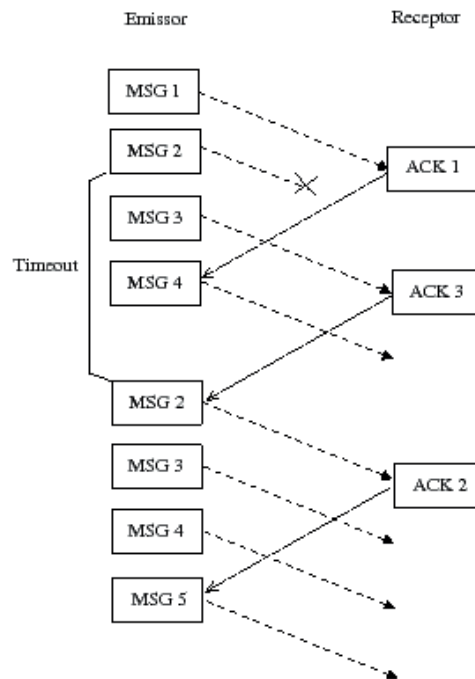 Emissor
Receptor
MSG 1
MSG 2
ACK 1
MSG 3
Timeout
MSG 4
ACK 3
MSG 2
MSG 3
ACK 2
MSG 4
MSG 5